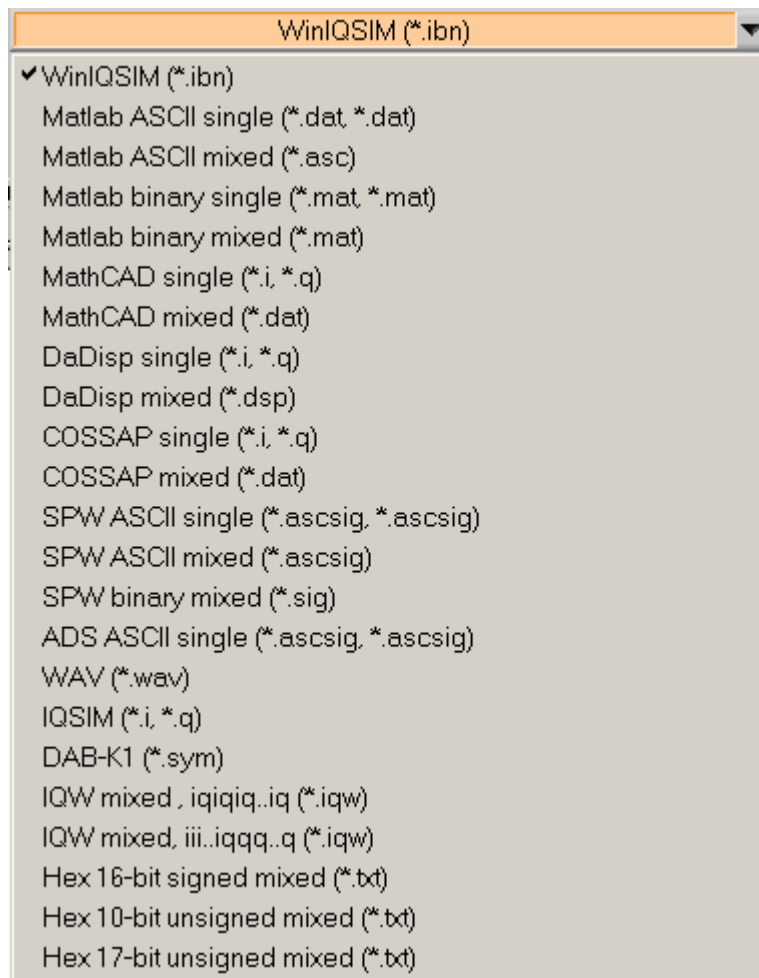 WinIQSIM (*.ibn)
WinIQSIM (*.ibn)
Matlab ASCII single (*.dat, *.dat)
Matlab ASCII mixed (*.asc)
Matlab binary single (*.mat, *.mat)
Matlab binary mixed (*.mat)
MathCAD single (*.i, *.q)
MathCAD mixed (*.dat)
DaDisp single (*.i, *.q)
DaDisp mixed (*.dsp)
COSSAP single (*.i, *.q)
COSSAP mixed (*.dat)
SPW ASCII single (*.ascsig, *.ascsig)
SPW ASCII mixed (*.ascsig)
SPW binary mixed (*.sig)
ADS ASCII single (*.ascsig, *.ascsig)
WAV (*.wav)
IQSIM (*.i, *.q)
DAB-K1 (*.sym)
IQW mixed , iqiqiq..iq (*.iqw)
IQW mixed, iii..iqqq..q (*.iqw)
Hex 16-bit signed mixed (*.txt)
Hex 10-bit unsigned mixed (*.txt)
Hex 17-bit unsigned mixed (*.txt)